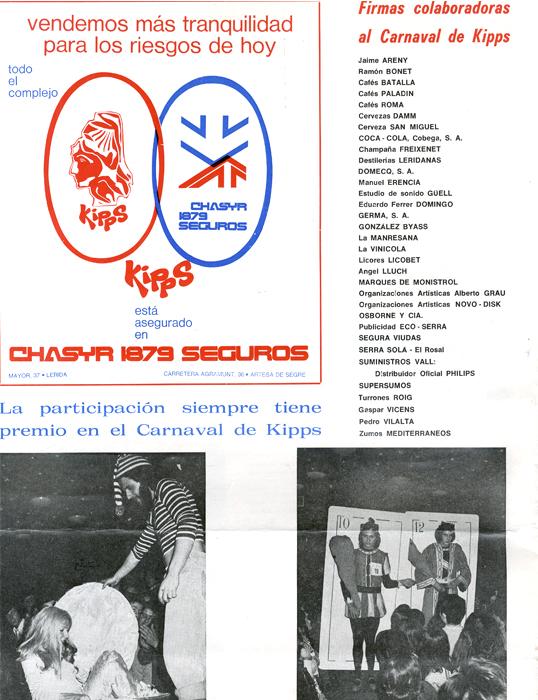 vendemos más tranquilidad
para los riesgos de hoy
todo
el
complejo
Kipps
CHASYR
1879
SEGUROS
Kipps
está
asegurado
en
CHASYR 1879 SEGUROS
MAYOR, 37 • LERIDA
CARRETERA AGRAMUNT, 36 • ARTESA DE SEGRE
La participación siempre tiene
premio en el Carnaval de Kipps
Firmas colaboradoras
al Carnaval de Kipps
Jaime ARENY
Ramón BONET
Cafés BATALLA
Cafés PALADIN
Cafés ROMA
Cervezas DAMM
Cerveza SAN MIGUEL
COCA - COLA, Cobega, S. A.
Champaña FREIXENET
Destilerias LERIDANAS
DOMECQ, S. A.
Manuel ERENCIA
Estudio de sonido GUELL
Eduardo Ferrer DOMINGO
GERMA, S. A.
GONZALEZ BYASS
La MANRESANA
La VINICOLA
Licores LICOBET
Angel LLUCH
MARQUES DE MONISTROL
Organizaciones Artísticas Alberto GRAU
Organizaciones Artísticas NOVO - DISK
OSBORNE Y CIA.
Publicidad ECO - SERRA
SEGURA VIUDAS
SERRA SOLA - El Rosal
SUMINISTROS VALL:
Distribuidor Oficial PHILIPS
SUPERSUMOS
Turrones ROIG
Gaspar VICENS
Pedro VILALTA
Zumos MEDITERRANEOS
10
12